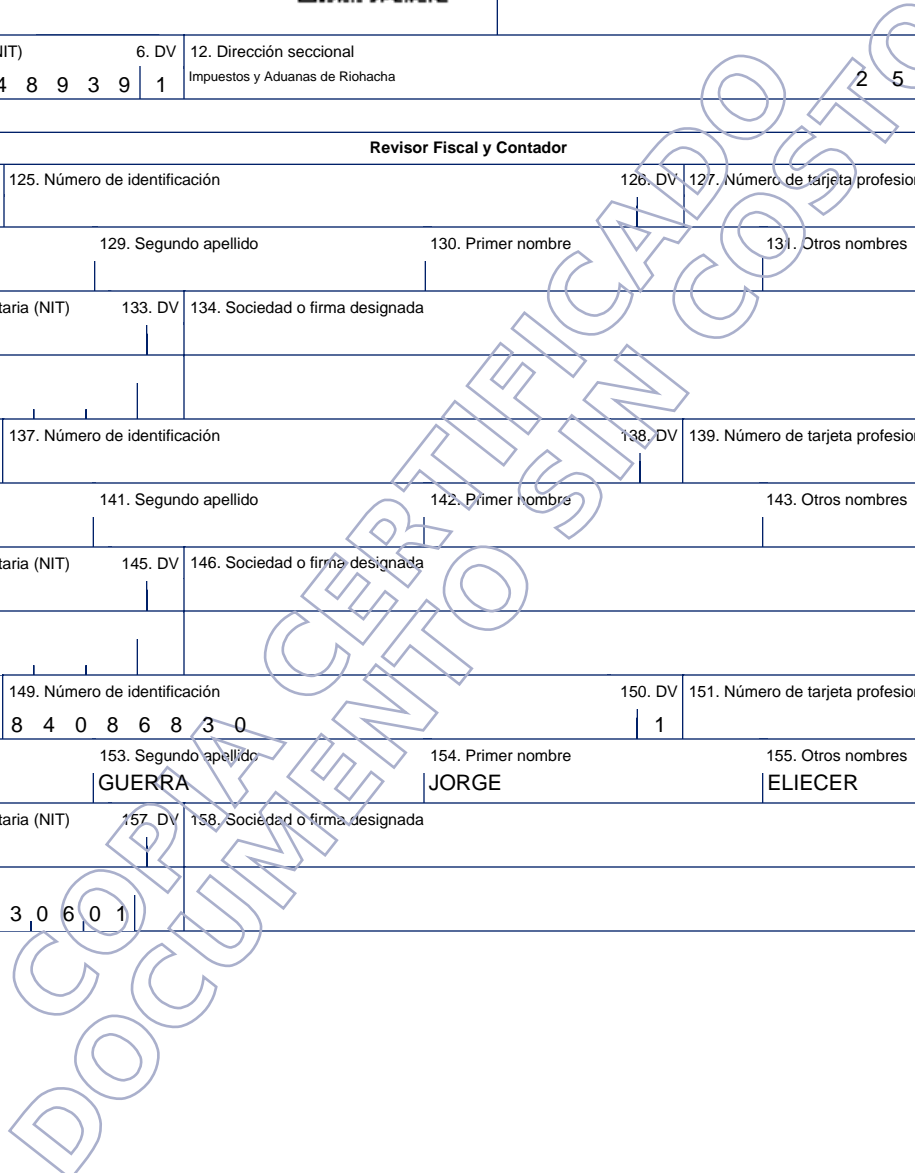 NIT) 6. DV 12. Dirección seccional
4 8 9 3 9 1 Impuestos y Aduanas de Riohacha 2 5
Revisor Fiscal y Contador
125. Número de identificación 126. DV 127. Número de tarjeta profesion
129. Segundo apellido 130. Primer nombre 131. Otros nombres
taria (NIT) 133. DV 134. Sociedad o firma designada
137. Número de identificación 138. DV 139. Número de tarjeta profesion
141. Segundo apellido 142. Primer nombre 143. Otros nombres
taria (NIT) 145. DV 146. Sociedad o firma designada
149. Número de identificación 150. DV 151. Número de tarjeta profesion
8 4 0 8 6 8 3 0 1
153. Segundo apellido 154. Primer nombre 155. Otros nombres
GUERRA JORGE ELIECER
taria (NIT) 157. DV 158. Sociedad o firma designada
3 0 6 0 1
COPIA CERTIFICADO
DOCUMENTO SIN COSTO